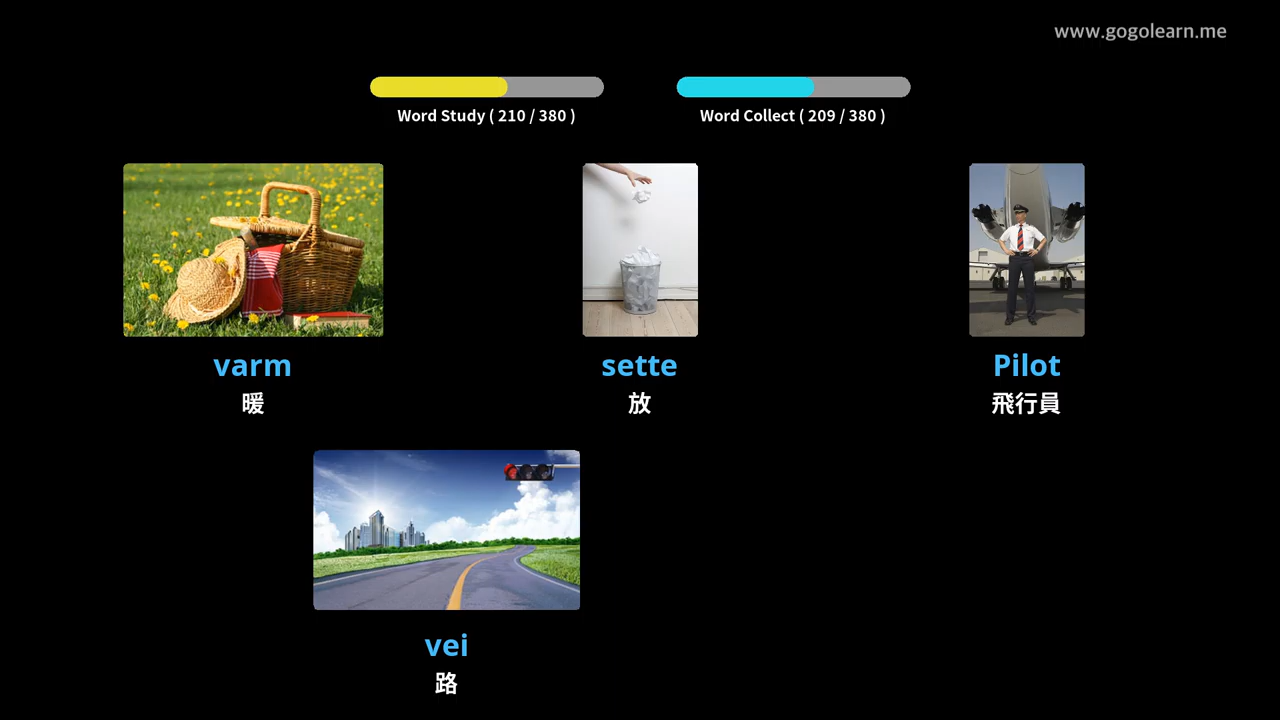 www.gogolearn.me
Word Study ( 210 / 380 )
Word Collect ( 209 / 380 )
varm
暖
sette
放
Pilot
飛行員
vei
路